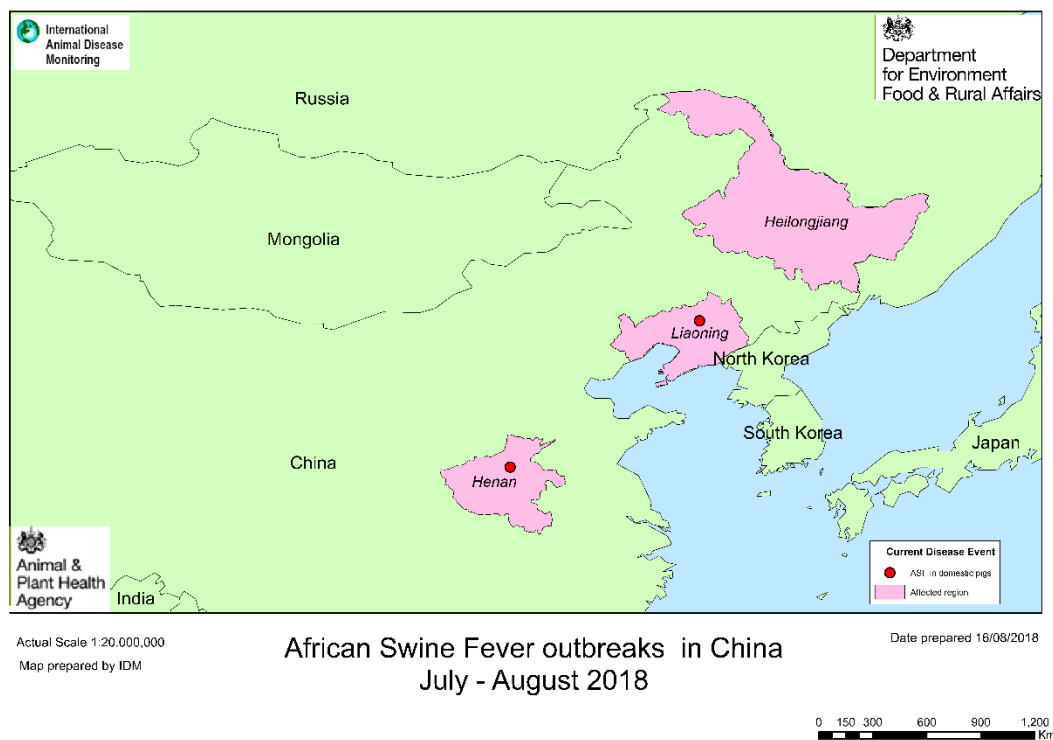 International
Animal Disease
Monitoring
Department
for Environment
Food & Rural Affairs
Russia
Heilongjiang
Mongolia
Liaoning
North Korea
South Korea
Japan
China
Henan
Current Disease Event
ASF in domestic pigs
Affected region
Animal &
Plant Health
Agency
India
Actual Scale 1:20.000,000
Map prepared by IDM
African Swine Fever outbreaks in China
July - August 2018
Date prepared 16/08/2018
0 150 300 600 900 1,200
Km